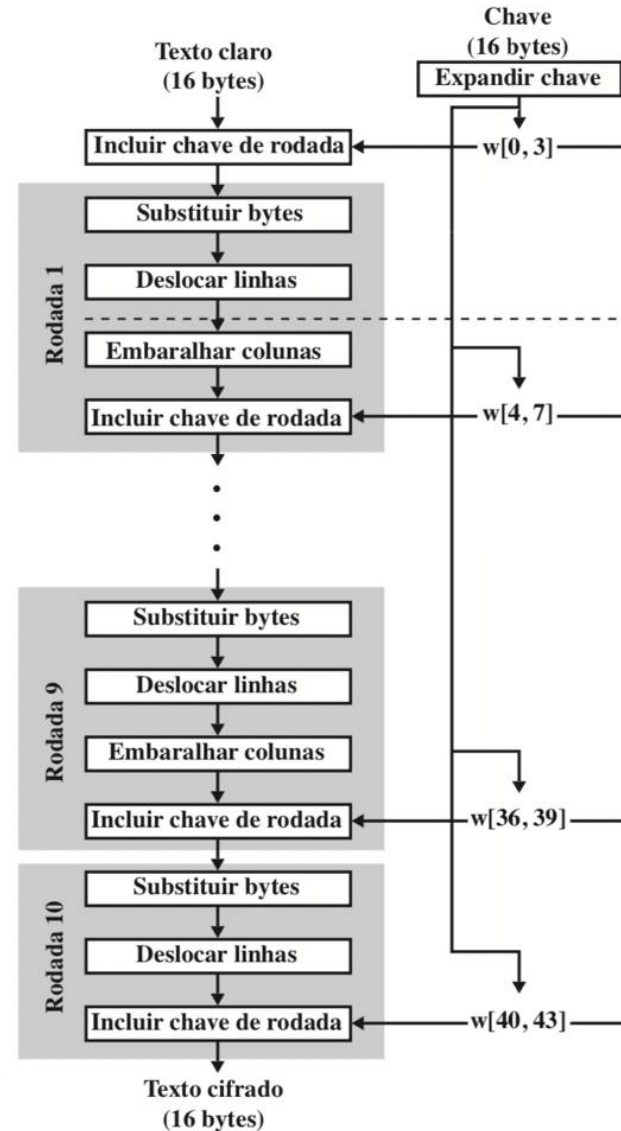 Chave
(16 bytes)
Texto claro
(16 bytes)
Expandir chave
Incluir chave de rodada
w[0, 3]
Rodada 1
Substituir bytes
Deslocar linhas
Embaralhar colunas
Incluir chave de rodada
w[4, 7]
Rodada 9
Substituir bytes
Deslocar linhas
Embaralhar colunas
Incluir chave de rodada
w[36, 39]
Rodada 10
Substituir bytes
Deslocar linhas
Incluir chave de rodada
w[40, 43]
Texto cifrado
(16 bytes)